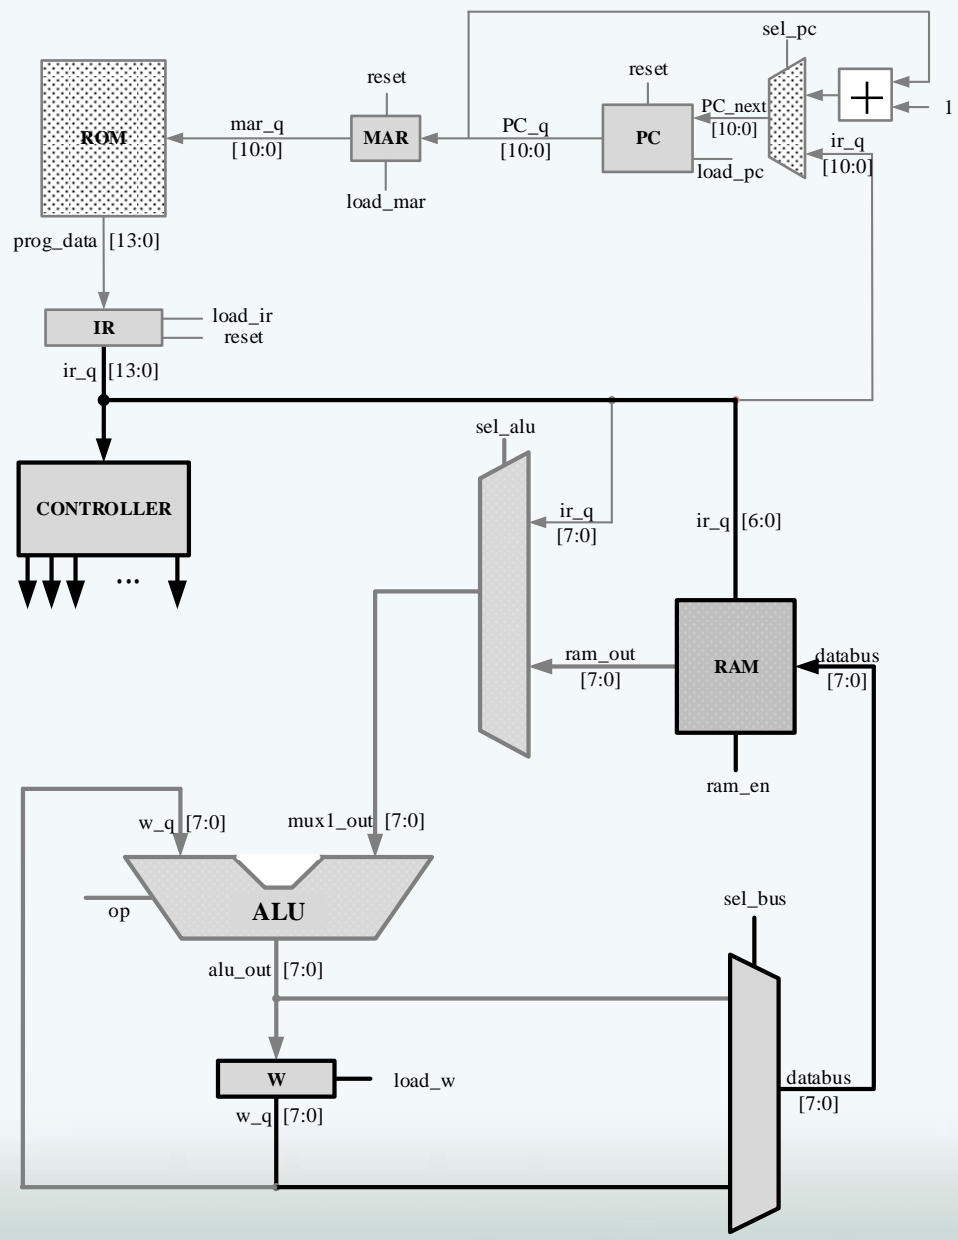 sel_pc
reset
reset
1
ROM
mar_q
[10:0]
MAR
PC_q
[10:0]
PC
PC_next
[10:0]
+
ir_q
[10:0]
load_pc
load_mar
prog_data [13:0]
IR
load_ir
reset
ir_q [13:0]
sel_alu
CONTROLLER
...
ir_q
[7:0]
ir_q [6:0]
ram_out
[7:0]
RAM
databus
[7:0]
ram_en
w_q [7:0]
mux1_out [7:0]
op
ALU
sel_bus
alu_out [7:0]
W
load_w
w_q [7:0]
databus
[7:0]